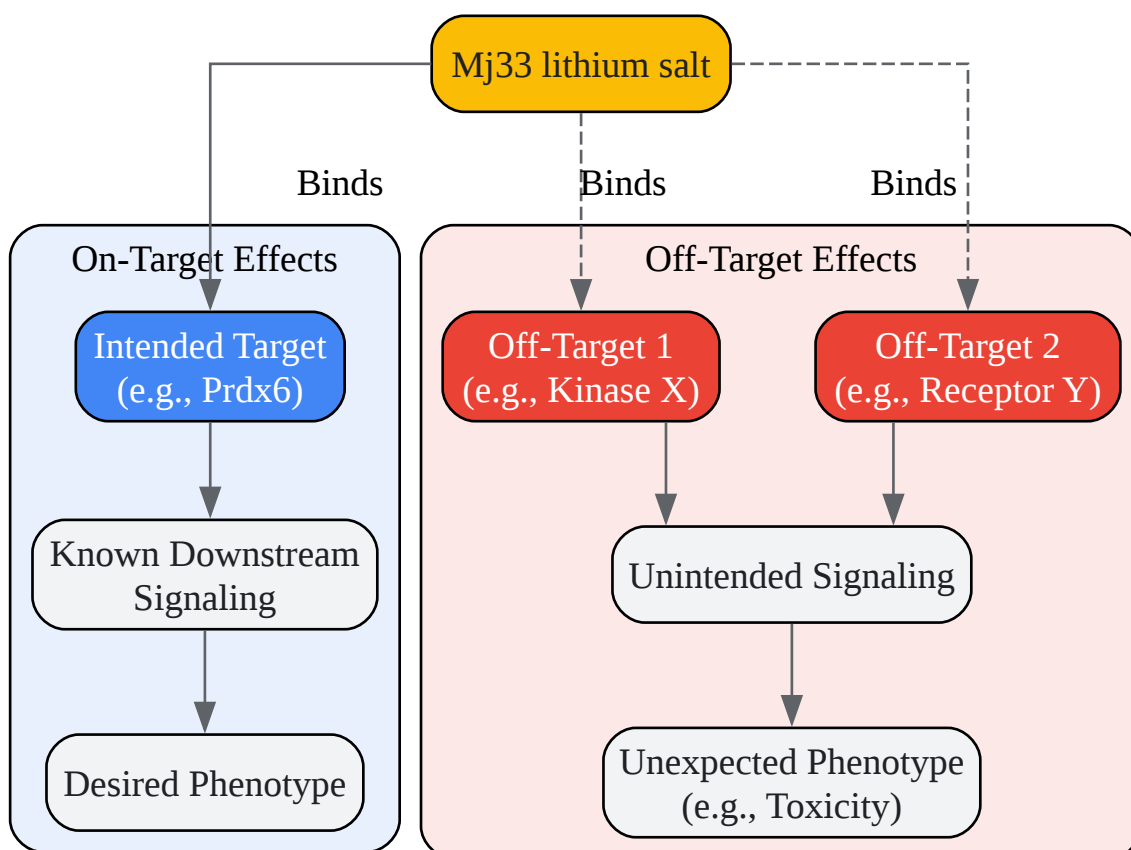 Mj33 lithium salt
Binds
Binds
Binds
On-Target Effects
Off-Target Effects
Intended Target
(e.g., Prdx6)
Off-Target 1
(e.g., Kinase X)
Off-Target 2
(e.g., Receptor Y)
Known Downstream
Signaling
Unintended Signaling
Desired Phenotype
Unexpected Phenotype
(e.g., Toxicity)